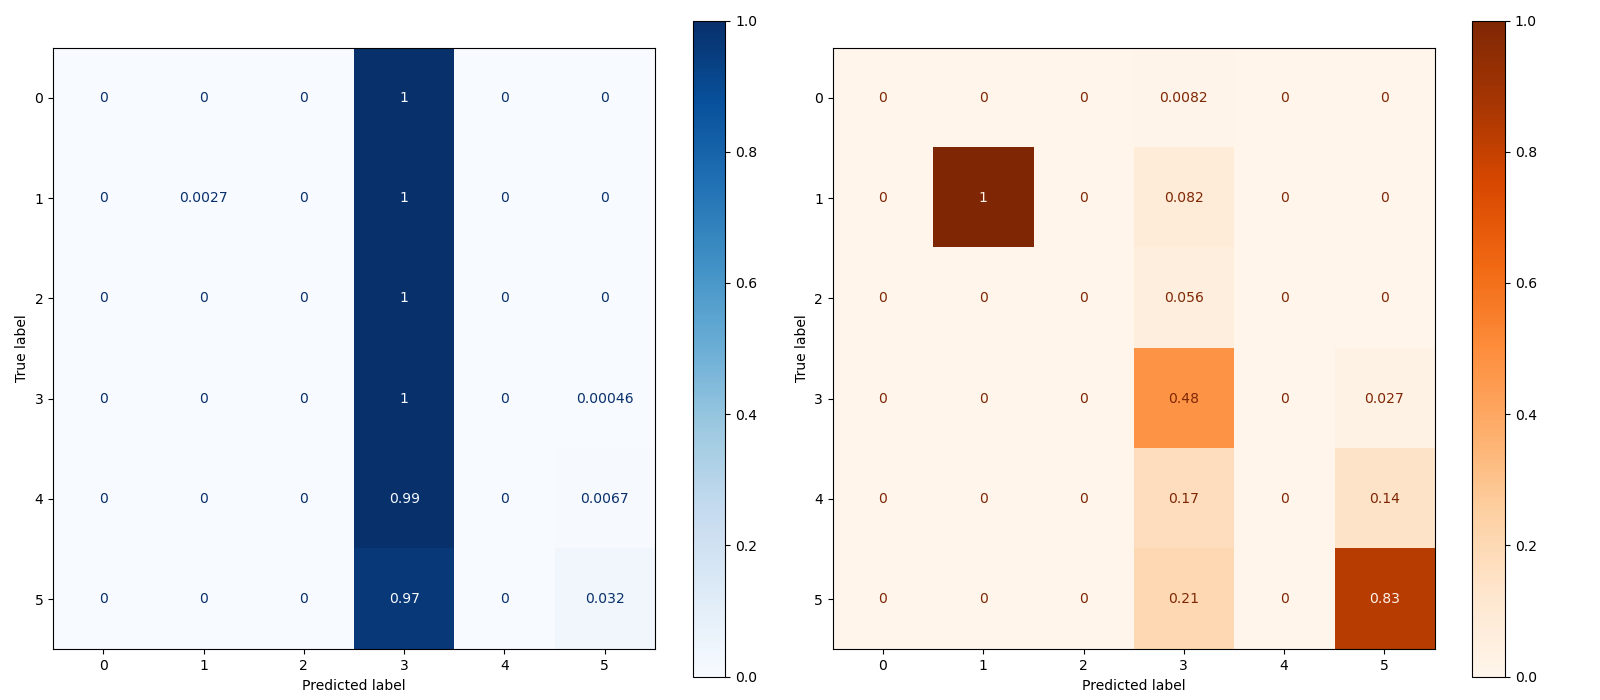 1.0
0 0 0 0 1 0 0
1 0 0.0027 0 1 0 0
2 0 0 0 1 0 0
3 0 0 0 1 0 0.00046
4 0 0 0 0.99 0 0.0067
5 0 0 0 0.97 0 0.032
0 1 2 3 4 5
Predicted label
True label
0.8
0.6
0.4
0.2
0.0
1.0
0 0 0 0 0.0082 0 0
1 0 1 0 0.082 0 0
2 0 0 0 0.056 0 0
3 0 0 0 0.48 0 0.027
4 0 0 0 0.17 0 0.14
5 0 0 0 0.21 0 0.83
0 1 2 3 4 5
Predicted label
True label
0.8
0.6
0.4
0.2
0.0